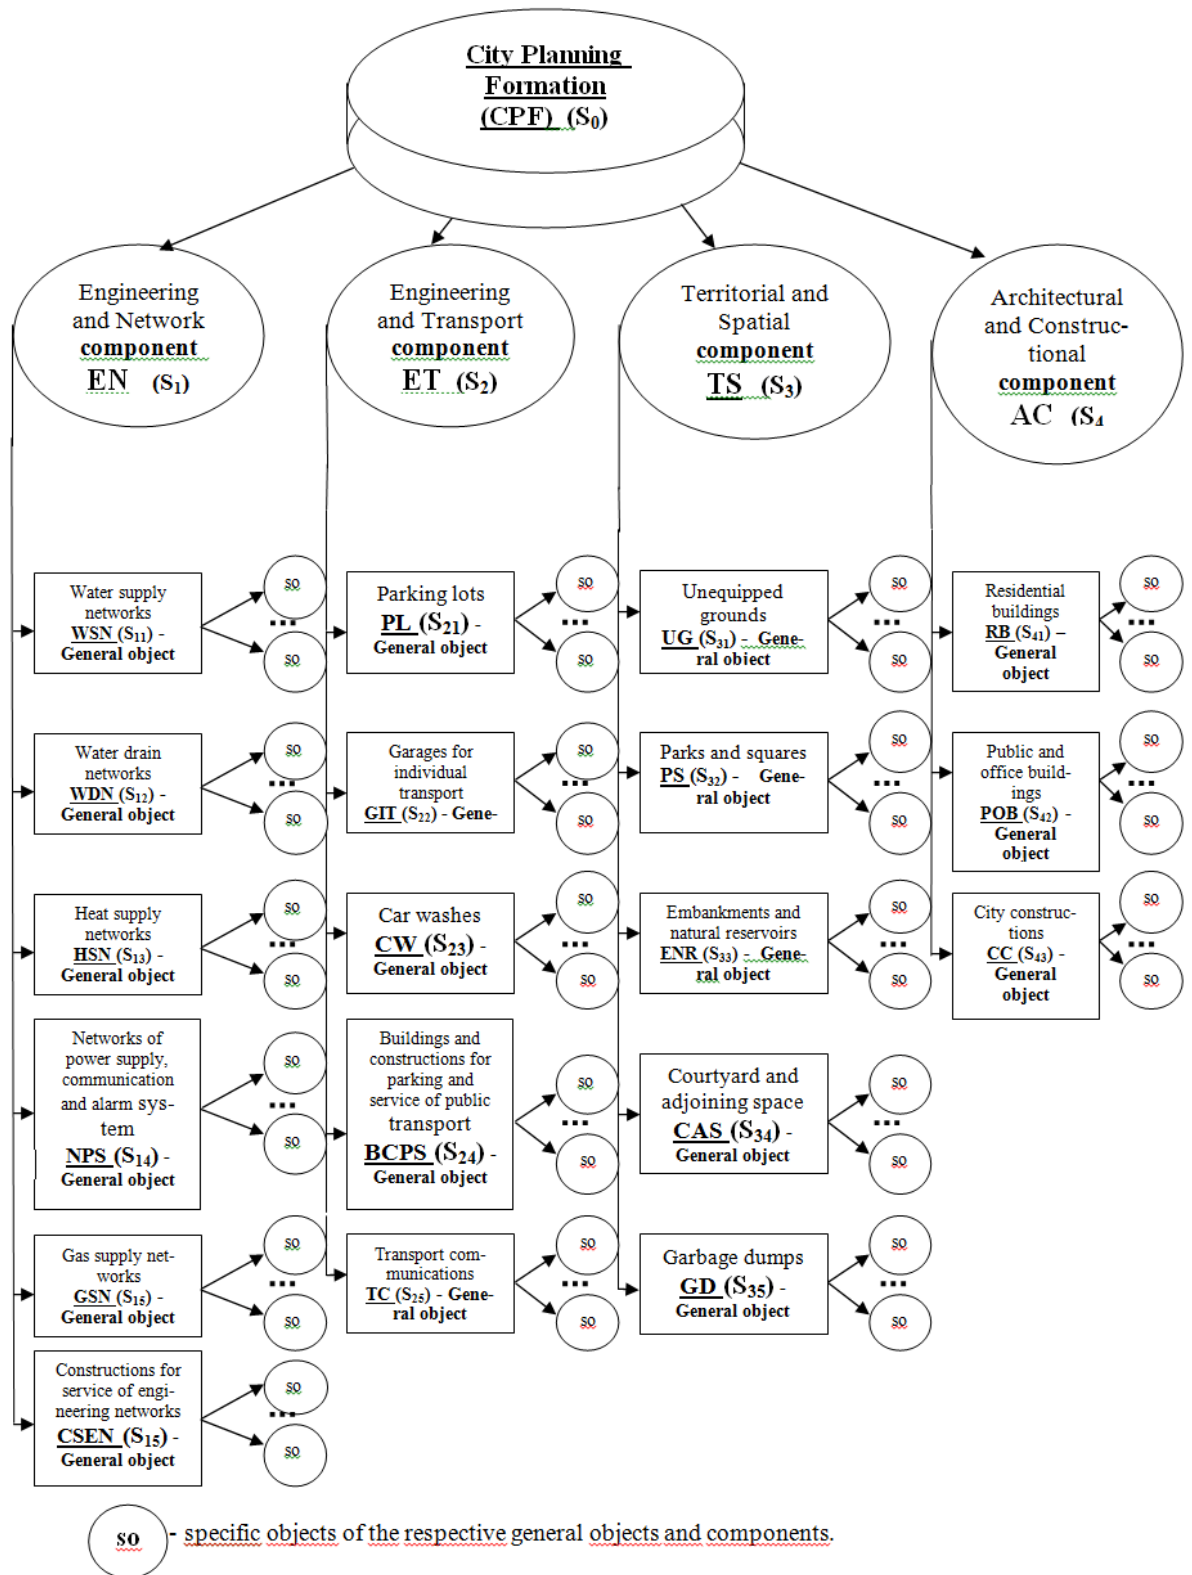 City Planning
Formation
(CPF) (S₀)
Engineering
and Network
component
EN (S₁)
Engineering
and Transport
component
ET (S₂)
Territorial and
Spatial
component
TS (S₃)
Architectural
and Construc-
tional
component
AC (S₄
Water supply
networks
WSN (S₁₁) -
General object
so
...
so
Parking lots
PL (S₂₁) -
General object
so
...
so
Unequipped
grounds
UG (S₃₁) - Gene-
ral object
so
...
so
Residential
buildings
RB (S₄₁) –
General
object
so
...
so
Water drain
networks
WDN (S₁₂) -
General object
so
...
so
Garages for
individual
transport
GIT (S₂₂) - Gene-
so
...
so
Parks and squares
PS (S₃₂) - Gene-
ral object
so
...
so
Public and
office build-
ings
POB (S₄₂) -
General
object
so
...
so
Heat supply
networks
HSN (S₁₃) -
General object
so
...
so
Car washes
CW (S₂₃) -
General object
so
...
so
Embankments and
natural reservoirs
ENR (S₃₃) - Gene-
ral object
so
...
so
City construc-
tions
CC (S₄₃) -
General
object
so
...
so
Networks of
power supply,
communication
and alarm sys-
tem
NPS (S₁₄) -
General object
so
...
so
Buildings and
constructions for
parking and
service of public
transport
BCPS (S₂₄) -
General object
so
...
so
Courtyard and
adjoining space
CAS (S₃₄) -
General object
so
...
so
Gas supply net-
works
GSN (S₁₅) -
General object
so
...
so
Transport com-
munications
TC (S₂₅) - Gene-
ral object
so
...
so
Garbage dumps
GD (S₃₅) -
General object
so
...
so
Constructions for
service of engi-
neering networks
CSEN (S₁₅) -
General object
so
...
so
so - specific objects of the respective general objects and components.